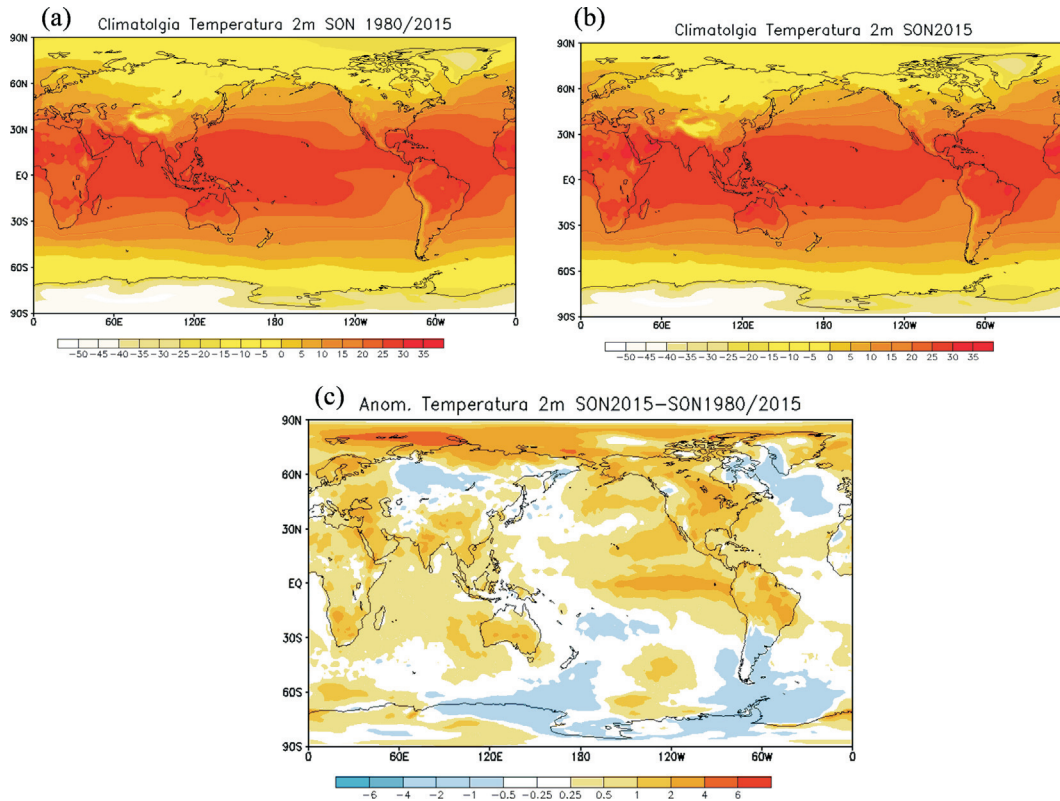 (a)
Climatolgia Temperatura 2m SON 1980/2015
90N
60N
30N
EQ
30S
60S
90S
0 60E 120E 180 120W 60W 0
−50 −45 −40 −35 −30 −25 −20 −15 −10 −5 0 5 10 15 20 25 30 35
(b)
Climatolgia Temperatura 2m SON2015
90N
60N
30N
EQ
30S
60S
90S
0 60E 120E 180 120W 60W
−50 −45 −40 −35 −30 −25 −20 −15 −10 −5 0 5 10 15 20 25 30 35
(c)
Anom. Temperatura 2m SON2015−SON1980/2015
90N
60N
30N
EQ
30S
60S
90S
0 60E 120E 180 120W 60W 0
−6 −4 −2 −1 −0.5 −0.25 0.25 0.5 1 2 4 6